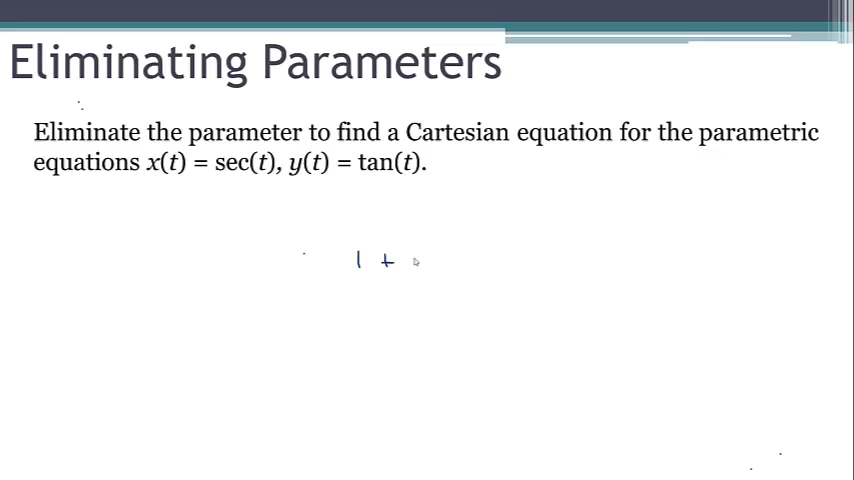 Eliminating Parameters
Eliminate the parameter to find a Cartesian equation for the parametric
equations x(t) = sec(t), y(t) = tan(t).
1 +